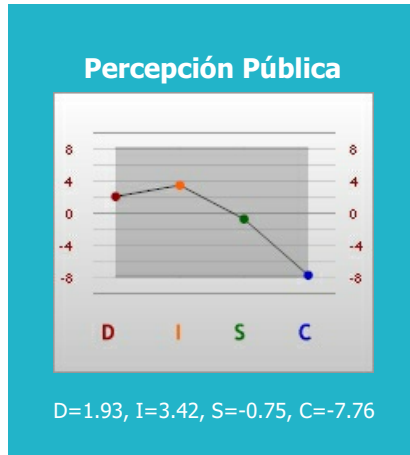 Percepción Pública
8 8
4 4
0 0
-4 -4
-8 -8
D I S C
D=1.93, I=3.42, S=-0.75, C=-7.76